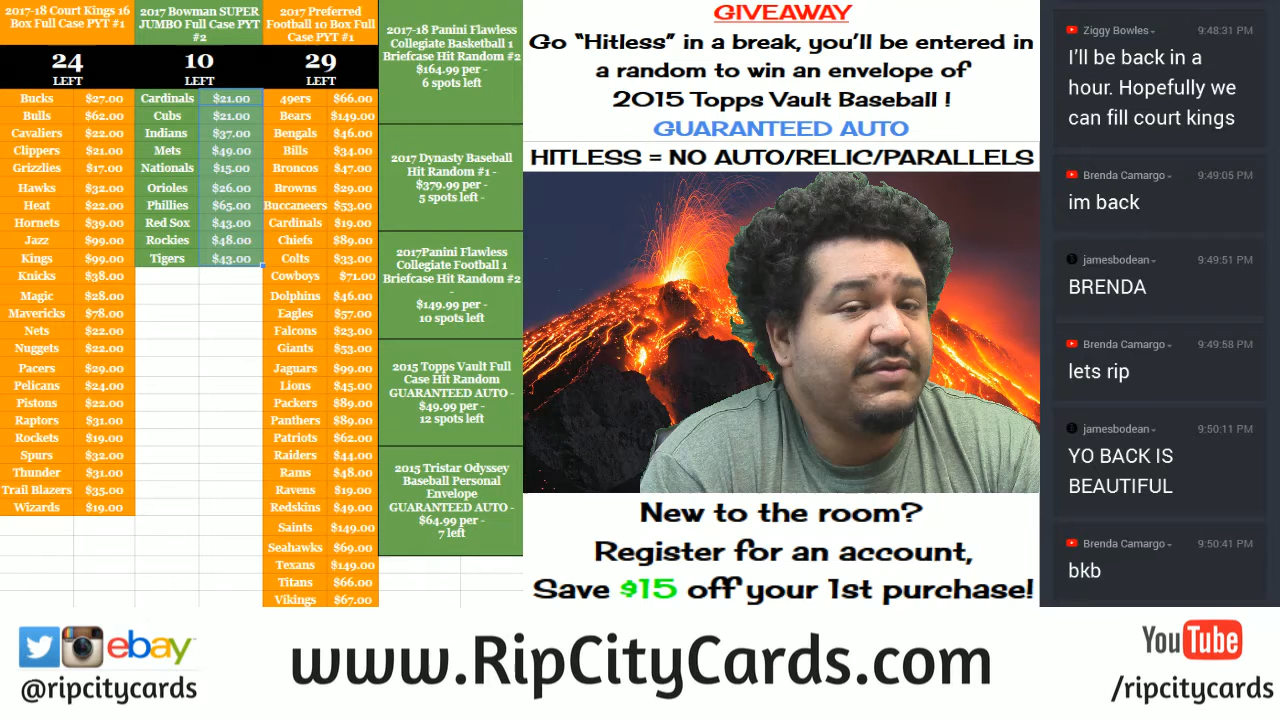 2017-18 Court Kings 16
Box Full Case PYT #1
24
LEFT
Bucks $27.00
Bulls $62.00
Cavaliers $22.00
Clippers $21.00
Grizzlies $17.00
Hawks $32.00
Heat $22.00
Hornets $39.00
Jazz $99.00
Kings $99.00
Knicks $38.00
Magic $28.00
Mavericks $78.00
Nets $22.00
Nuggets $22.00
Pacers $29.00
Pelicans $24.00
Pistons $22.00
Raptors $31.00
Rockets $19.00
Spurs $32.00
Thunder $31.00
Trail Blazers $35.00
Wizards $19.00
2017 Bowman SUPER
JUMBO Full Case PYT
#2
10
LEFT
Cardinals $21.00
Cubs $21.00
Indians $37.00
Mets $49.00
Nationals $15.00
Orioles $26.00
Phillies $65.00
Red Sox $43.00
Rockies $48.00
Tigers $43.00
2017 Preferred
Football 10 Box Full
Case PYT #1
29
LEFT
49ers $66.00
Bears $149.00
Bengals $46.00
Bills $34.00
Broncos $47.00
Browns $29.00
Buccaneers $53.00
Cardinals $19.00
Chiefs $89.00
Colts $33.00
Cowboys $71.00
Dolphins $46.00
Eagles $57.00
Falcons $23.00
Giants $53.00
Jaguars $99.00
Lions $45.00
Packers $89.00
Panthers $89.00
Patriots $62.00
Raiders $44.00
Rams $48.00
Ravens $19.00
Redskins $49.00
Saints $149.00
Seahawks $69.00
Texans $149.00
Titans $66.00
Vikings $67.00
2017-18 Panini Flawless
Collegiate Basketball 1
Briefcase Hit Random #2
$164.99 per -
6 spots left
2017 Dynasty Baseball
Hit Random #1 -
$379.99 per -
5 spots left
2017Panini Flawless
Collegiate Football 1
Briefcase Hit Random #2
-
$149.99 per -
10 spots left
2015 Topps Vault Full
Case Hit Random
GUARANTEED AUTO -
$49.99 per -
12 spots left
2015 Tristar Odyssey
Baseball Personal
Envelope
GUARANTEED AUTO -
$64.99 per -
7 left
GIVEAWAY
Go “Hitless” in a break, you’ll be entered in
a random to win an envelope of
2015 Topps Vault Baseball !
GUARANTEED AUTO
HITLESS = NO AUTO/RELIC/PARALLELS
New to the room?
Register for an account,
Save $15 off your 1st purchase!
Ziggy Bowles 9:48:31 PM
I’ll be back in a
hour. Hopefully we
can fill court kings
Brenda Camargo 9:49:05 PM
im back
jamesbodean 9:49:51 PM
BRENDA
Brenda Camargo 9:49:58 PM
lets rip
jamesbodean 9:50:11 PM
YO BACK IS
BEAUTIFUL
Brenda Camargo 9:50:41 PM
bkb
ebay
@ripcitycards
www.RipCityCards.com
YouTube
/ripcitycards